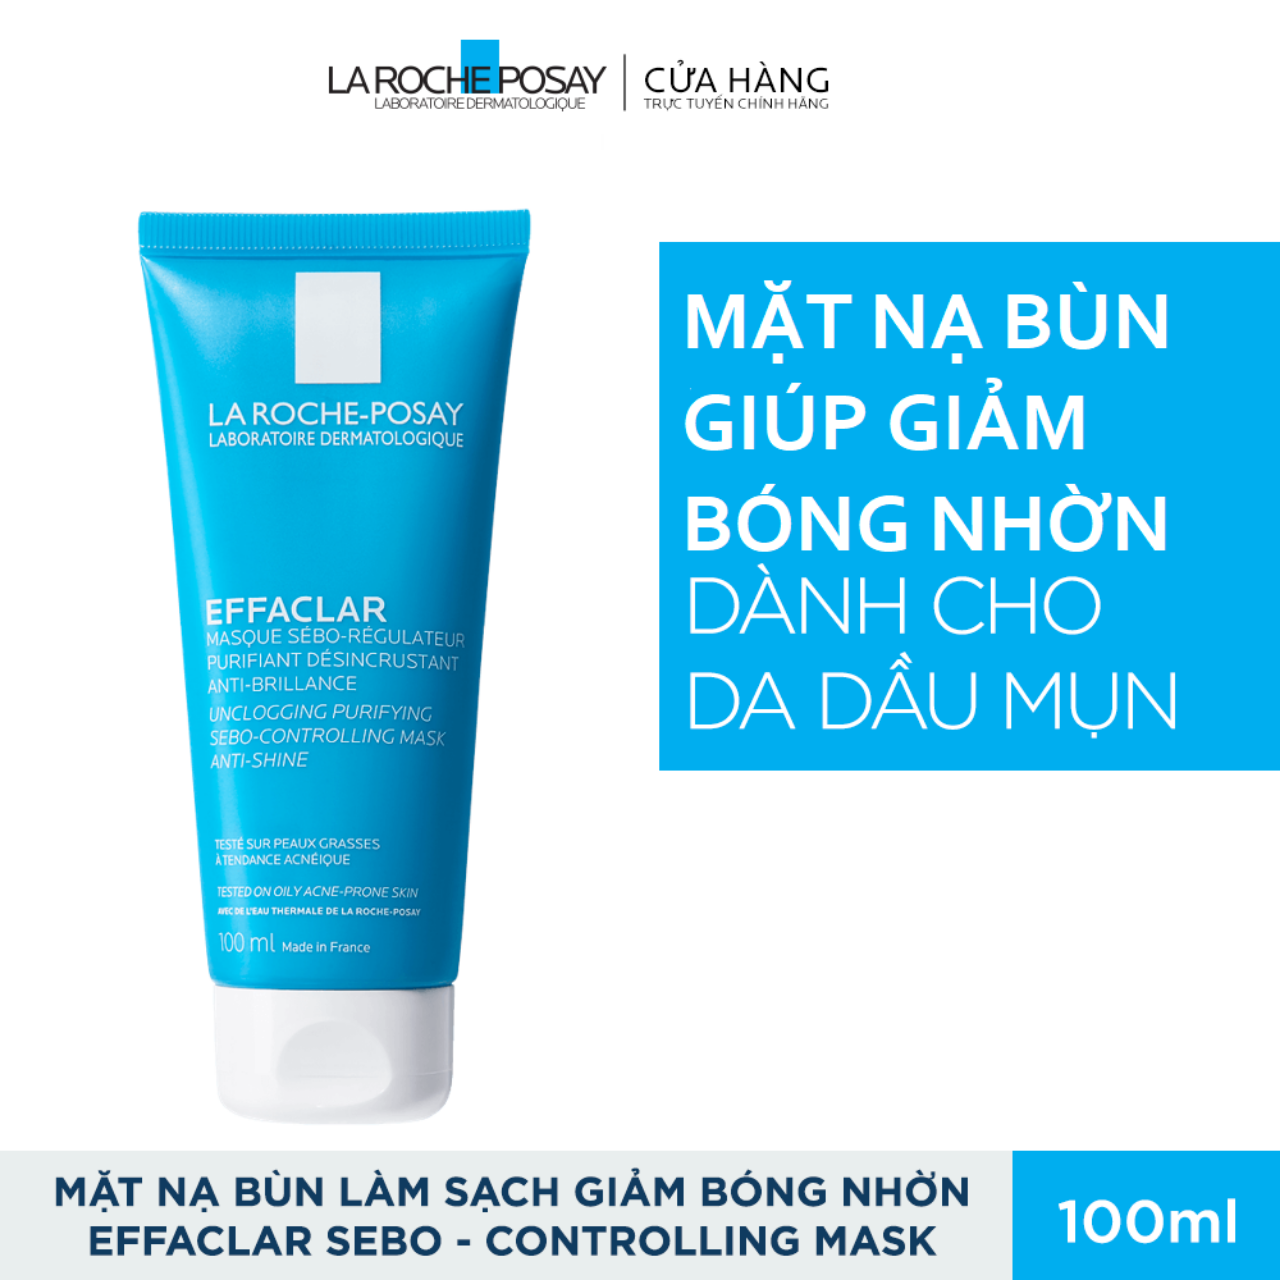 LA ROCHE POSAY
LABORATOIRE DERMATOLOGIQUE
CỬA HÀNG
TRỰC TUYẾN CHÍNH HÃNG
LA ROCHE-POSAY
LABORATOIRE DERMATOLOGIQUE
EFFACLAR
MASQUE SÉBO-RÉGULATEUR
PURIFIANT DÉSINCRUSTANT
ANTI-BRILLANCE
UNCLOGGING PURIFYING
SEBO-CONTROLLING MASK
ANTI-SHINE
TESTÉ SUR PEAUX GRASSES
À TENDANCE ACNÉIQUE
TESTED ON OILY ACNE-PRONE SKIN
AVEC DE L'EAU THERMALE DE LA ROCHE-POSAY
100 ml Made in France
MẶT NẠ BÙN
GIÚP GIẢM
BÓNG NHỜN
DÀNH CHO
DA DẦU MỤN
MẶT NẠ BÙN LÀM SẠCH GIẢM BÓNG NHỜN
EFFACLAR SEBO - CONTROLLING MASK
100ml